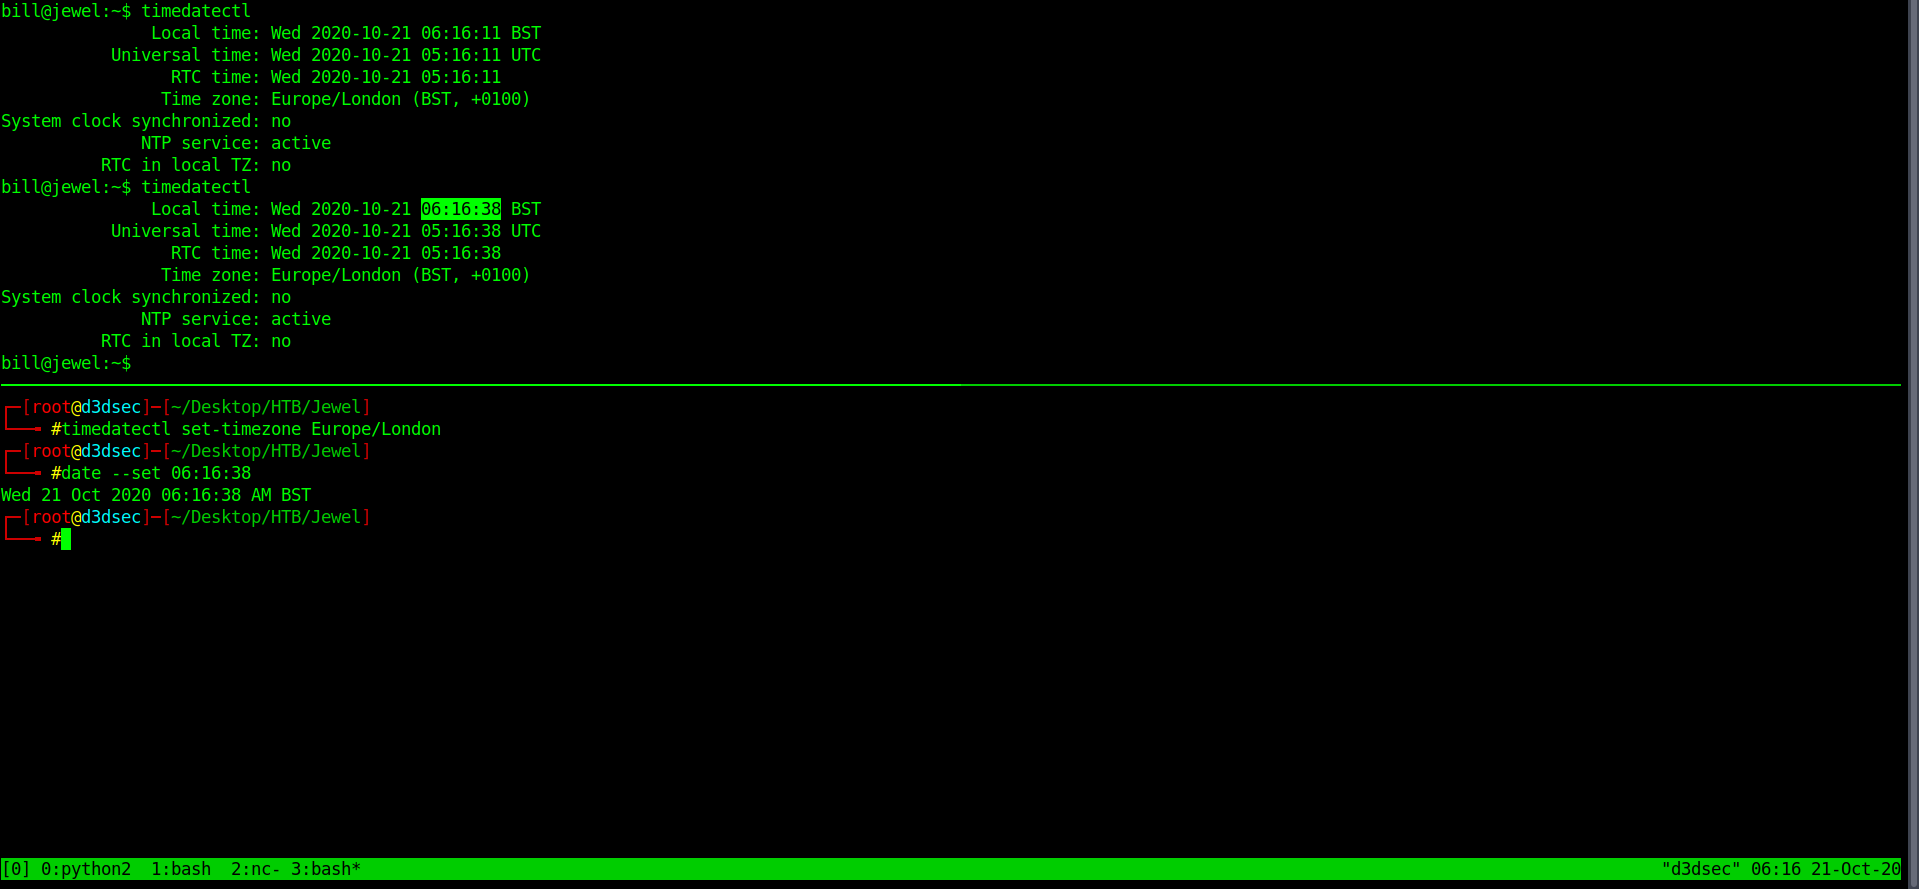 bill@jewel:~$ timedatectl
Local time: Wed 2020-10-21 06:16:11 BST
Universal time: Wed 2020-10-21 05:16:11 UTC
RTC time: Wed 2020-10-21 05:16:11
Time zone: Europe/London (BST, +0100)
System clock synchronized: no
NTP service: active
RTC in local TZ: no
bill@jewel:~$ timedatectl
Local time: Wed 2020-10-21 06:16:38 BST
Universal time: Wed 2020-10-21 05:16:38 UTC
RTC time: Wed 2020-10-21 05:16:38
Time zone: Europe/London (BST, +0100)
System clock synchronized: no
NTP service: active
RTC in local TZ: no
bill@jewel:~$
┌─[root@d3dsec]─[~/Desktop/HTB/Jewel]
└──╼ #timedatectl set-timezone Europe/London
┌─[root@d3dsec]─[~/Desktop/HTB/Jewel]
└──╼ #date --set 06:16:38
Wed 21 Oct 2020 06:16:38 AM BST
┌─[root@d3dsec]─[~/Desktop/HTB/Jewel]
└──╼ #
[0] 0:python2  1:bash  2:nc- 3:bash* "d3dsec" 06:16 21-Oct-20